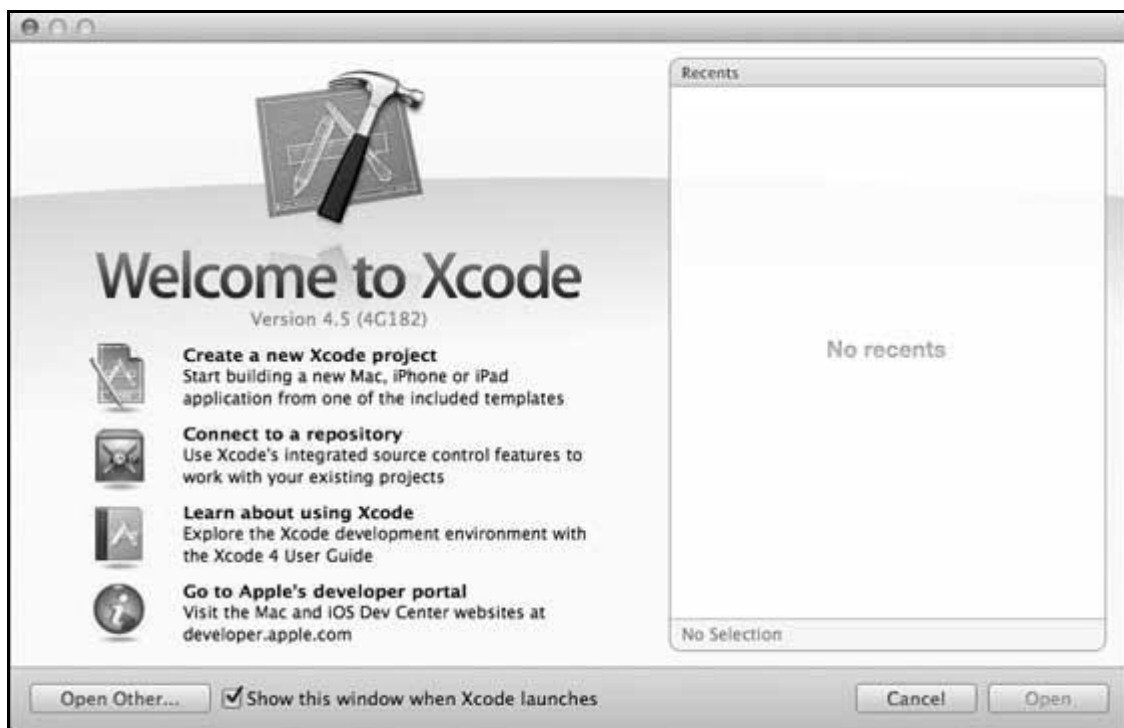 Welcome to Xcode
Version 4.5 (4G182)
Create a new Xcode project
Start building a new Mac, iPhone or iPad
application from one of the included templates
Connect to a repository
Use Xcode's integrated source control features to
work with your existing projects
Learn about using Xcode
Explore the Xcode development environment with
the Xcode 4 User Guide
Go to Apple's developer portal
Visit the Mac and iOS Dev Center websites at
developer.apple.com
Recents
No recents
No Selection
Open Other...
Show this window when Xcode launches
Cancel
Open